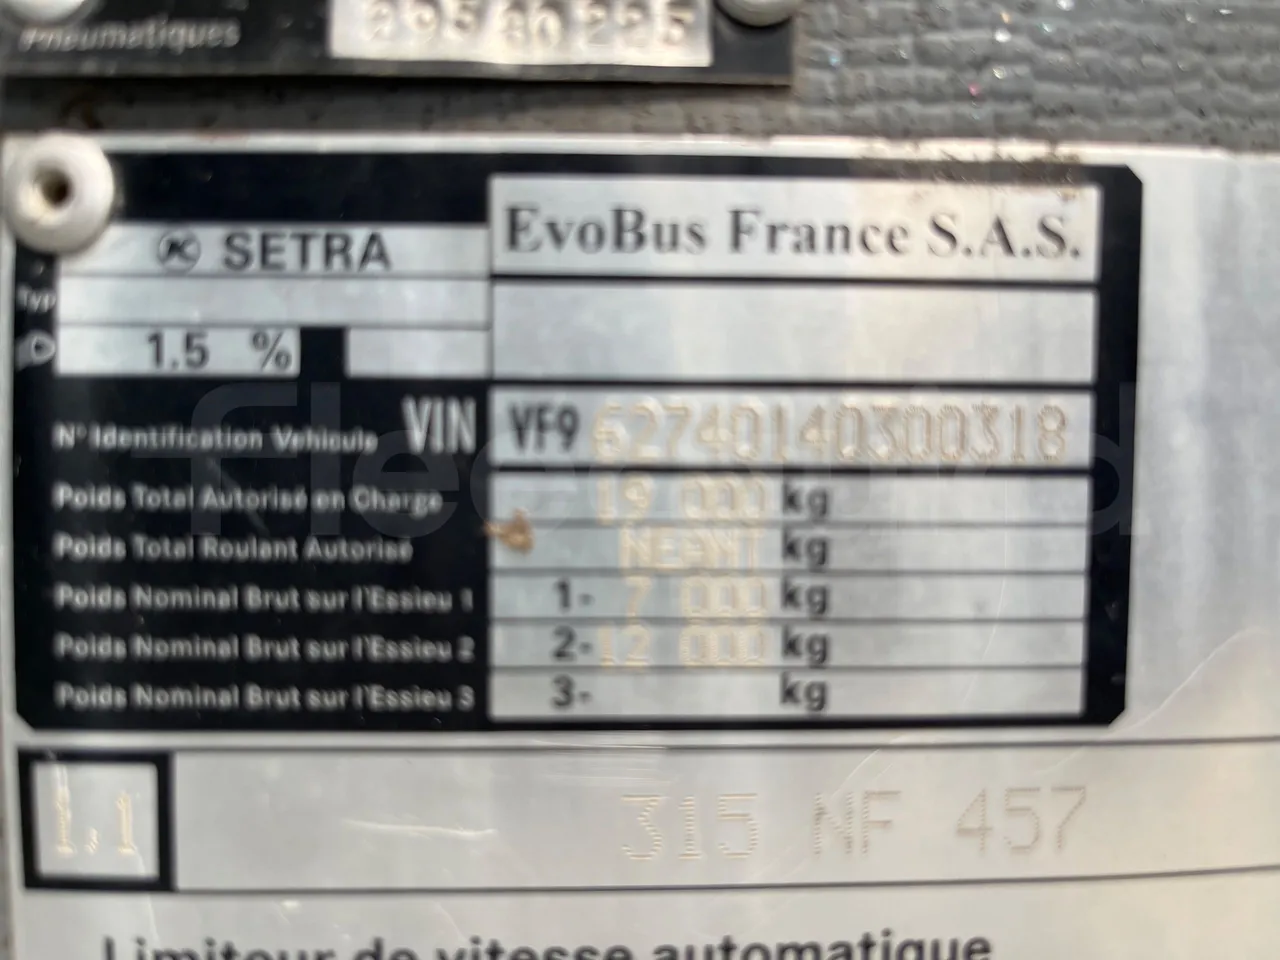 Pneumatiques 295 80 225
SETRA
EvoBus France S.A.S.
Typ
1.5 %
N° Identification Vehicule VIN VF9 62740140300318
Poids Total Autorisé en Charge 19 000 kg
Poids Total Roulant Autorisé NEANT kg
Poids Nominal Brut sur l'Essieu 1 1- 7 000 kg
Poids Nominal Brut sur l'Essieu 2 2- 12 000 kg
Poids Nominal Brut sur l'Essieu 3 3- kg
315 NF 457
Limiteur de vitesse automatique